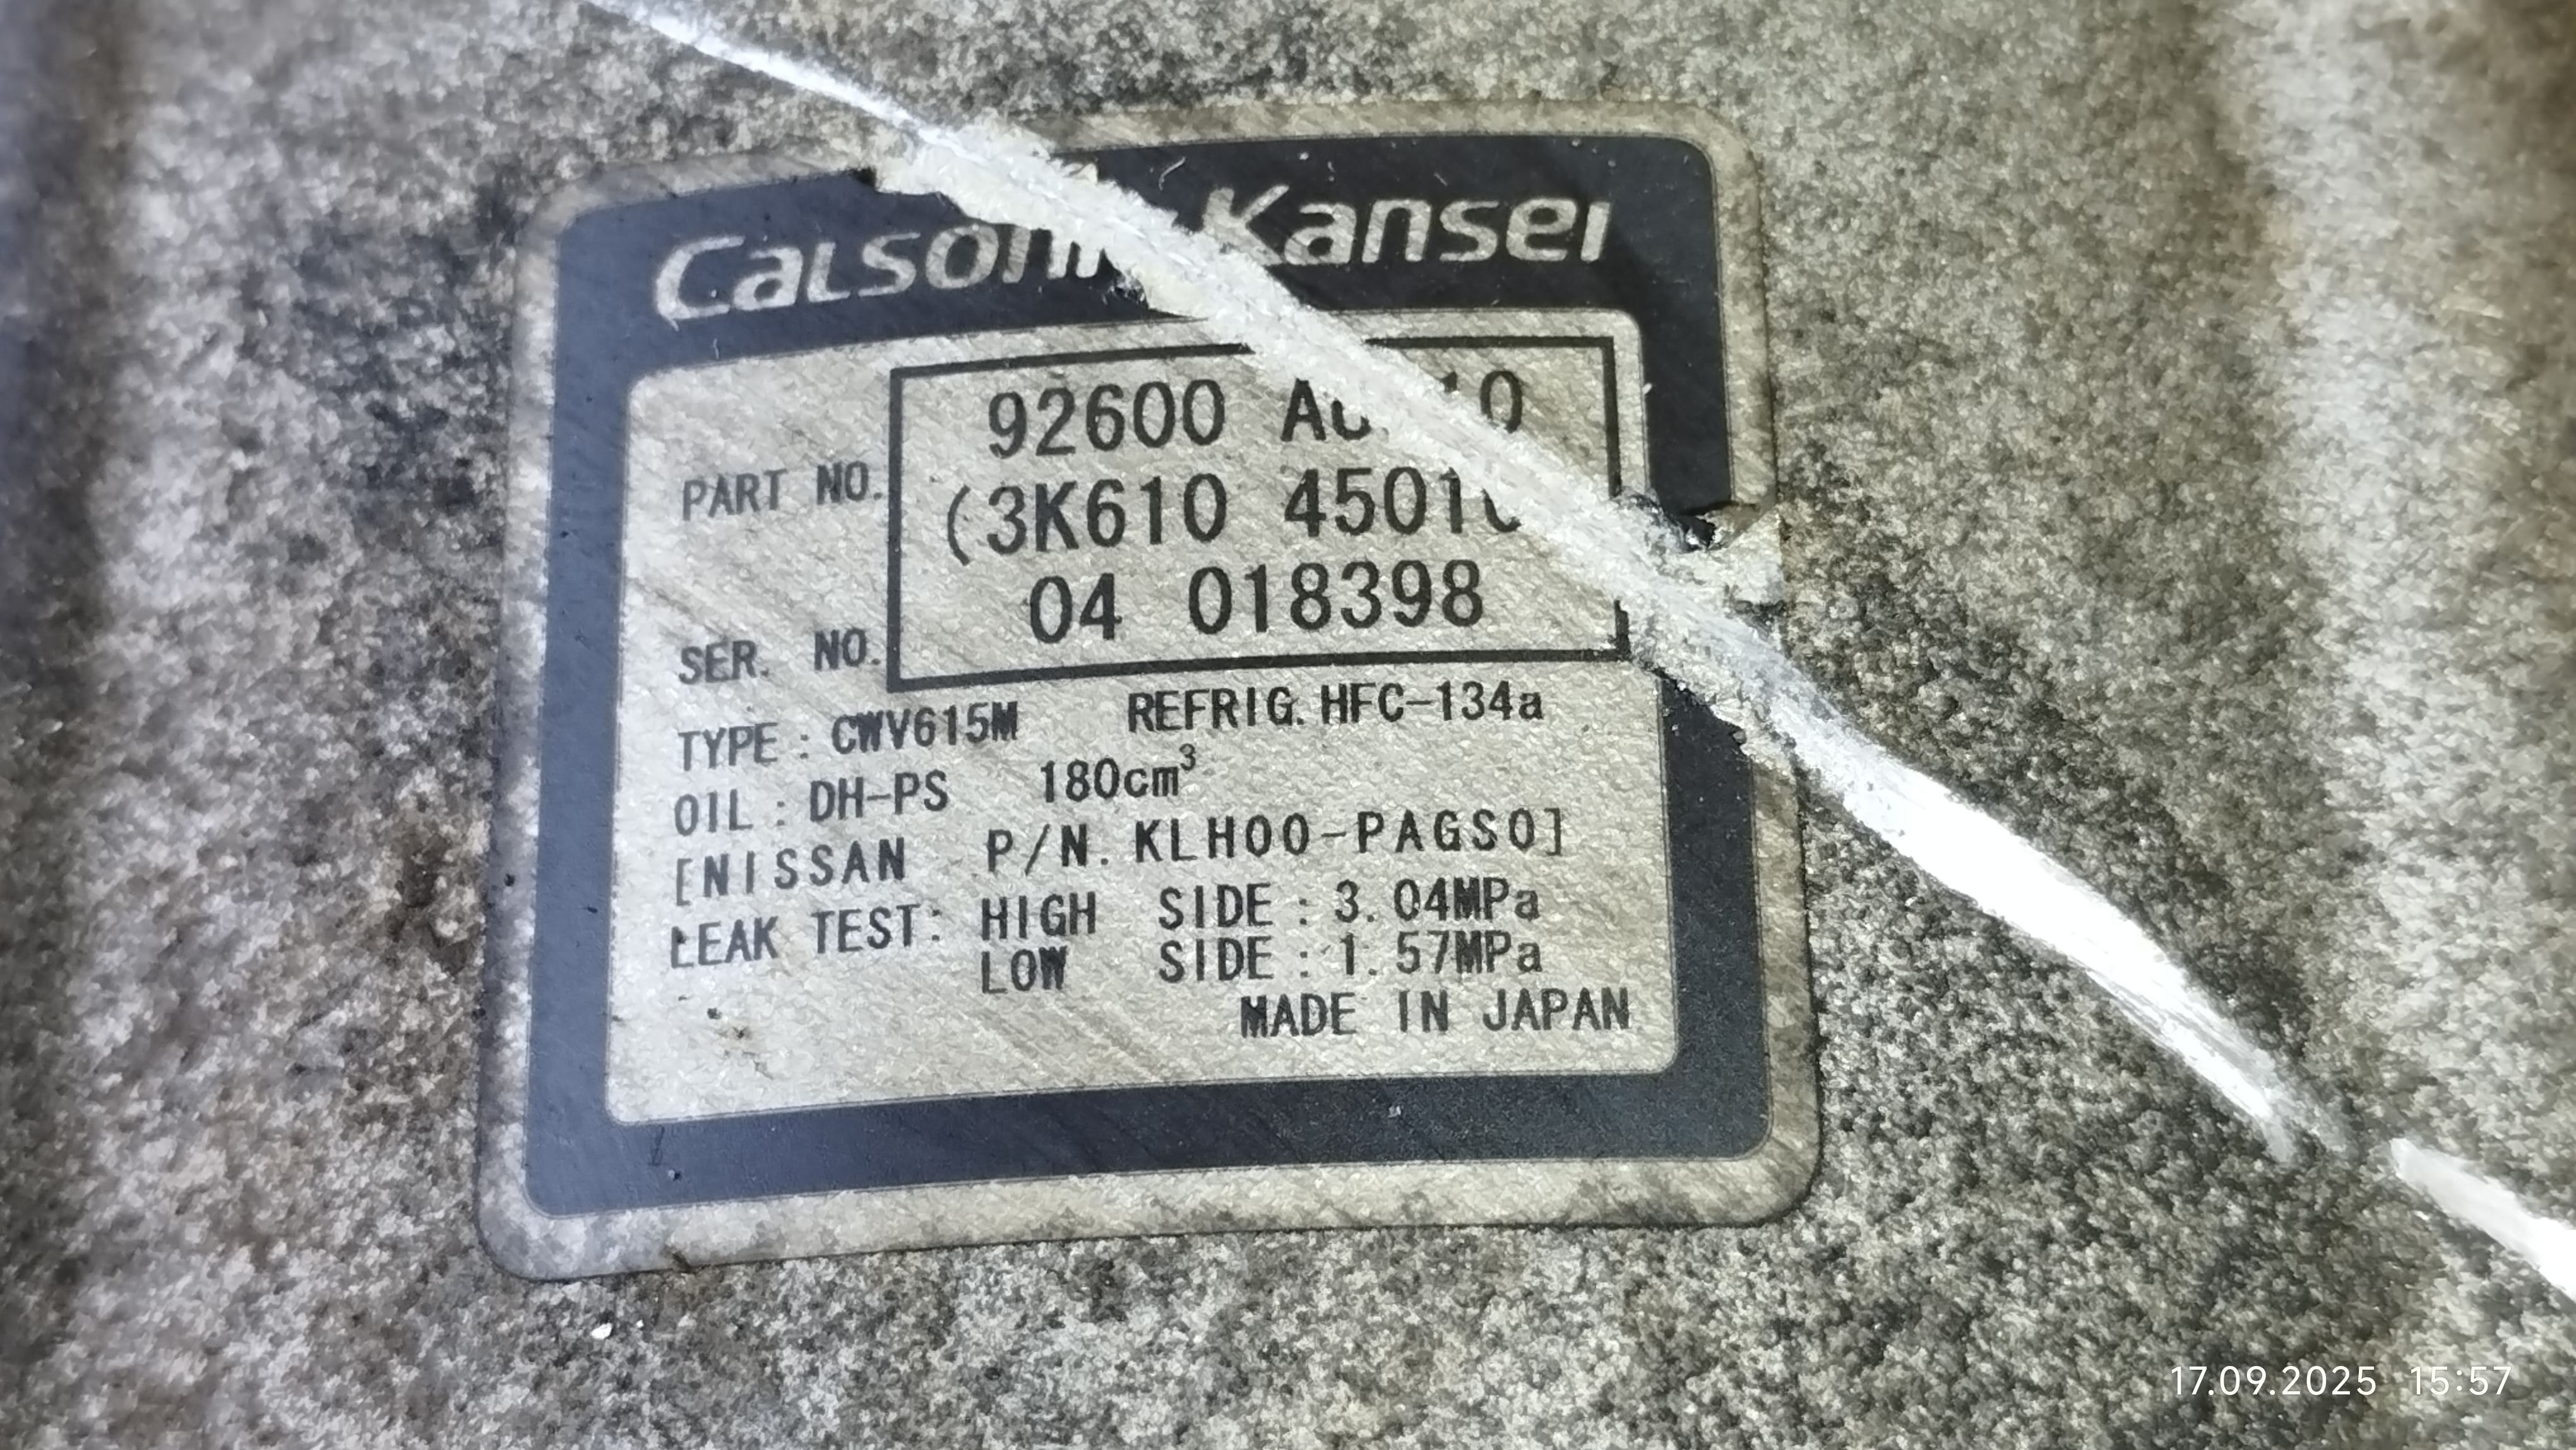 Kansei
PART NO.
92600
(3K610
SER. NO.
04 018398
TYPE : CWV615M REFRIG. HFC-134a
OIL : DH-PS 180cm³
[NISSAN P/N. KLH00-PAGS0]
LEAK TEST: HIGH SIDE : 3.04MPa
LOW SIDE : 1.57MPa
MADE IN JAPAN
17.09.2025 15:57